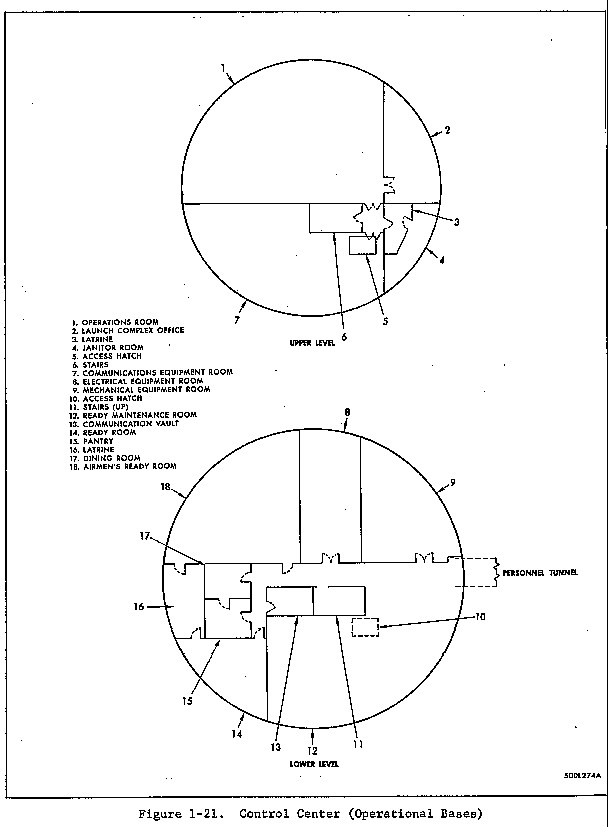 1
2
3
4
7
5
6
UPPER LEVEL
1. OPERATIONS ROOM
2. LAUNCH COMPLEX OFFICE
3. LATRINE
4. JANITOR ROOM
5. ACCESS HATCH
6. STAIRS
7. COMMUNICATIONS EQUIPMENT ROOM
8. ELECTRICAL EQUIPMENT ROOM
9. MECHANICAL EQUIPMENT ROOM
10. ACCESS HATCH
11. STAIRS (UP)
12. READY MAINTENANCE ROOM
13. COMMUNICATION VAULT
14. READY ROOM
15. PANTRY
16. LATRINE
17. DINING ROOM
18. AIRMEN'S READY ROOM
8
18
9
17
PERSONNEL TUNNEL
16
10
15
14
13
12
11
LOWER LEVEL
50DL274A
Figure 1-21. Control Center (Operational Bases)